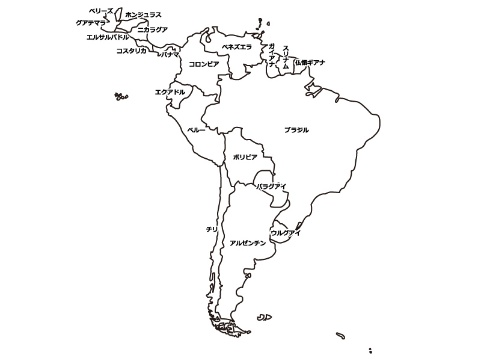 ベリーズ
ホンジュラス
グアテマラ
ニカラグア
エルサルバドル
コスタリカ
パナマ
ベネズエラ
ガイアナ
スリナム
仏領ギアナ
コロンビア
エクアドル
ペルー
ブラジル
ボリビア
パラグアイ
チリ
ウルグアイ
アルゼンチン